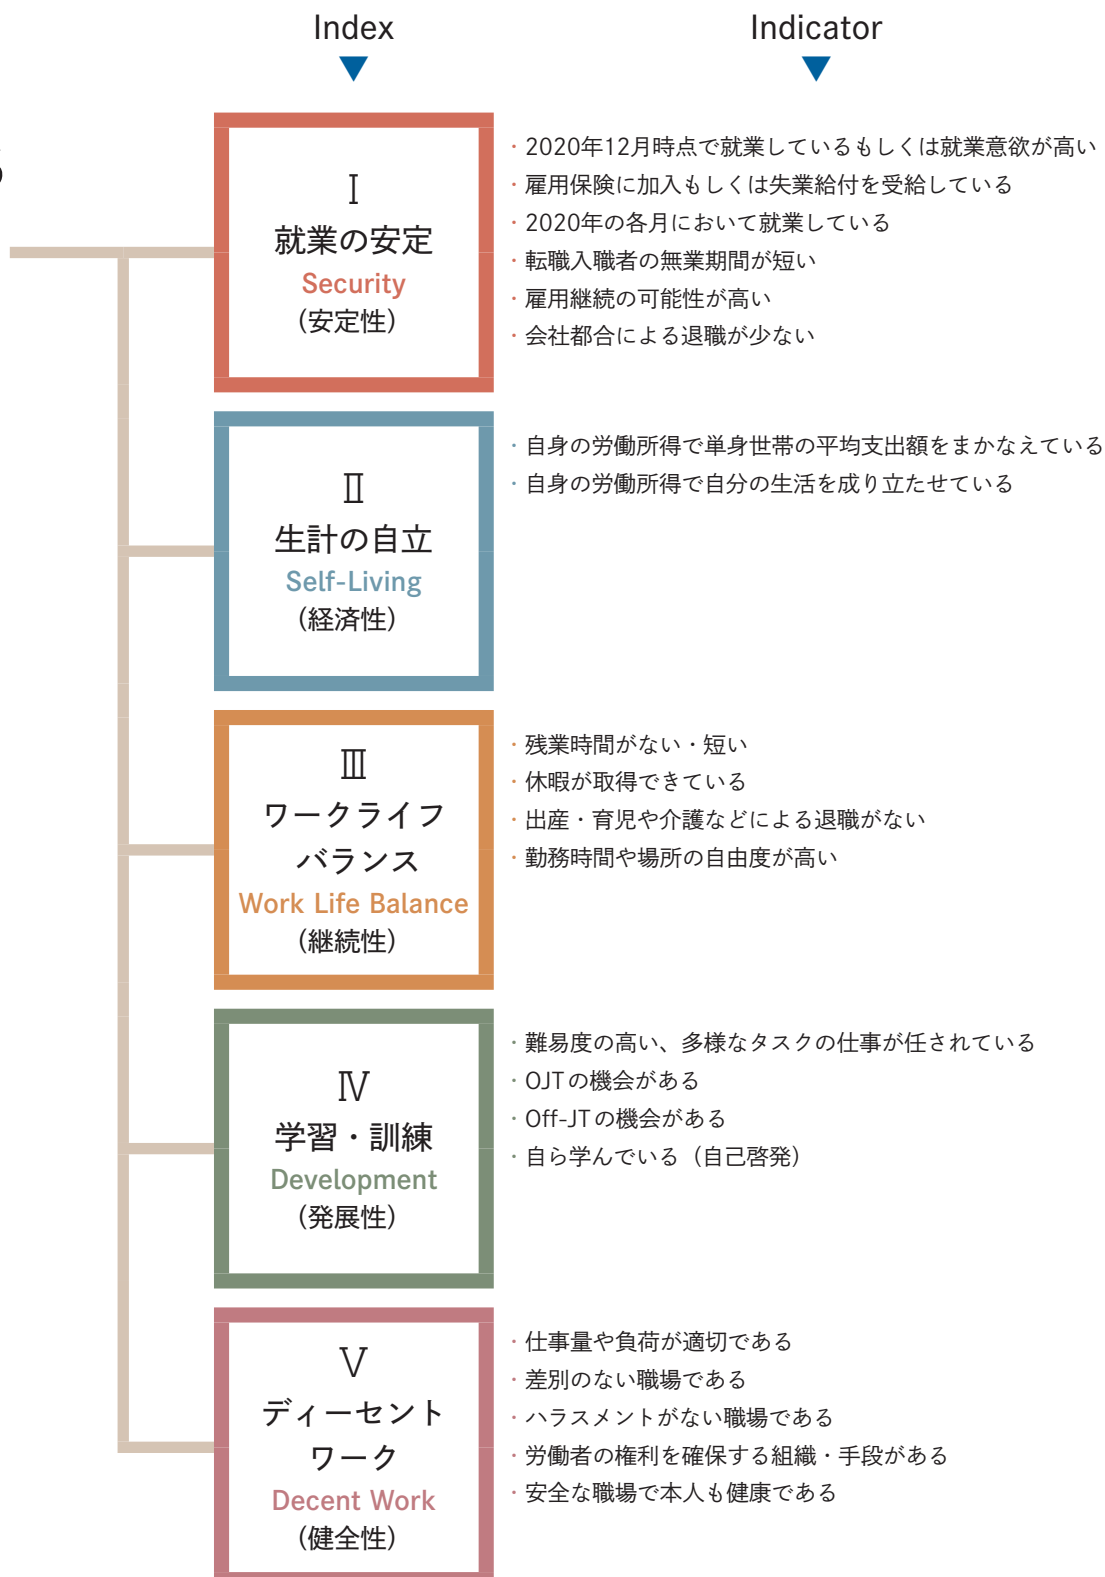 Index
Indicator
Ⅰ
就業の安定
Security
（安定性）
・2020年12月時点で就業しているもしくは就業意欲が高い
・雇用保険に加入もしくは失業給付を受給している
・2020年の各月において就業している
・転職入職者の無業期間が短い
・雇用継続の可能性が高い
・会社都合による退職が少ない
Ⅱ
生計の自立
Self-Living
（経済性）
・自身の労働所得で単身世帯の平均支出額をまかなえている
・自身の労働所得で自分の生活を成り立たせている
Ⅲ
ワークライフ
バランス
Work Life Balance
（継続性）
・残業時間がない・短い
・休暇が取得できている
・出産・育児や介護などによる退職がない
・勤務時間や場所の自由度が高い
Ⅳ
学習・訓練
Development
（発展性）
・難易度の高い、多様なタスクの仕事が任されている
・OJTの機会がある
・Off-JTの機会がある
・自ら学んでいる（自己啓発）
Ⅴ
ディーセント
ワーク
Decent Work
（健全性）
・仕事量や負荷が適切である
・差別のない職場である
・ハラスメントがない職場である
・労働者の権利を確保する組織・手段がある
・安全な職場で本人も健康である